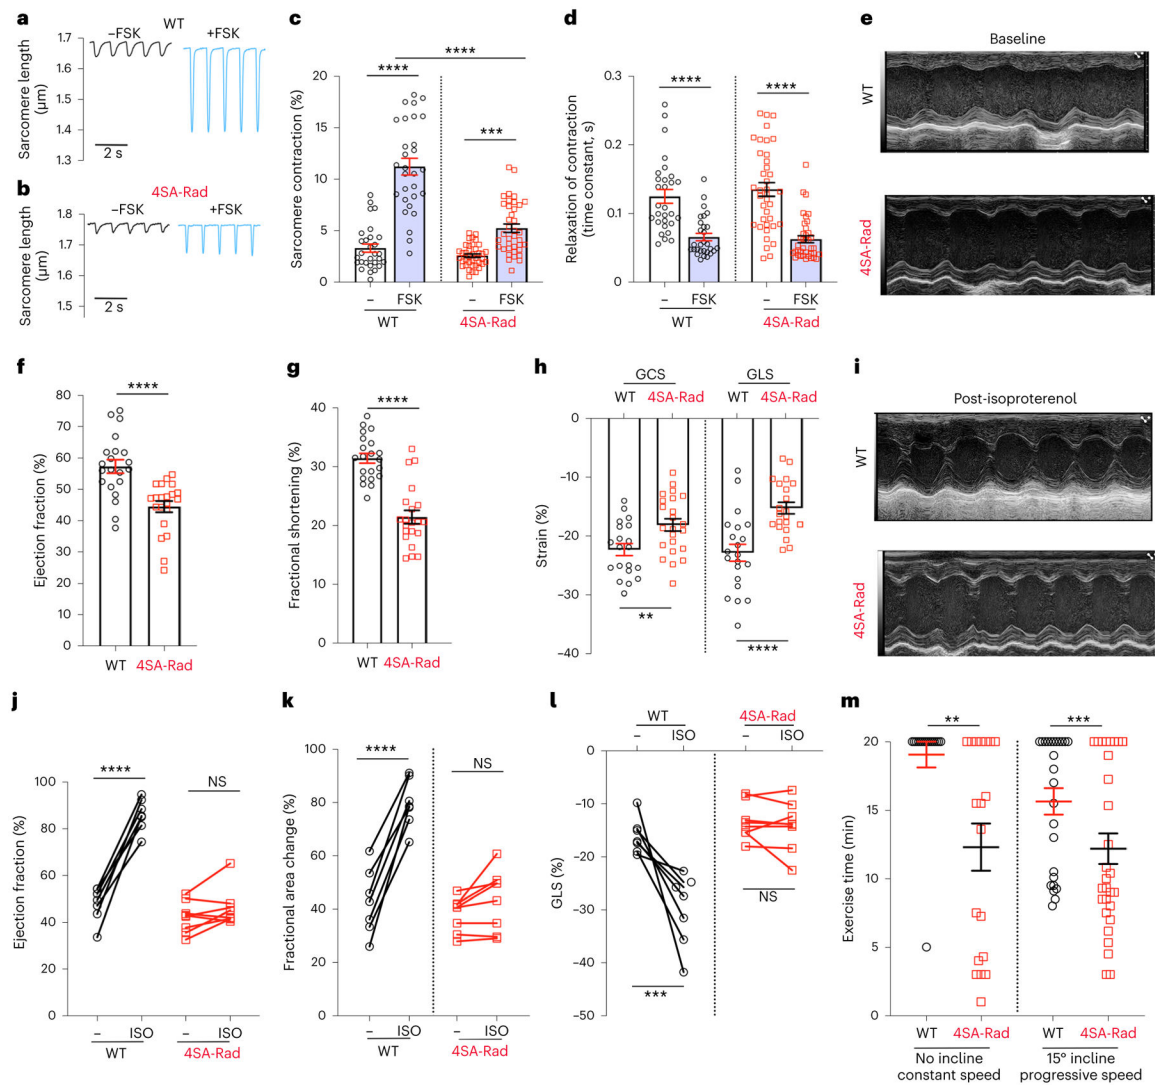 a
WT
–FSK
+FSK
Sarcomere length
(μm)
1.7
1.6
1.5
1.4
1.3
2 s
b
4SA-Rad
–FSK
+FSK
Sarcomere length
(μm)
1.8
1.7
1.6
1.5
2 s
c
****
****
***
Sarcomere contraction (%)
20
15
10
5
0
– FSK – FSK
WT 4SA-Rad
d
****
****
Relaxation of contraction
(time constant, s)
0.3
0.2
0.1
0
– FSK – FSK
WT 4SA-Rad
e
Baseline
WT
4SA-Rad
f
****
Ejection fraction (%)
80
70
60
50
40
30
20
10
0
WT 4SA-Rad
g
****
Fractional shortening (%)
40
30
20
10
0
WT 4SA-Rad
h
GCS GLS
WT 4SA-Rad WT 4SA-Rad
Strain (%)
0
−10
−20
−30
−40
**
****
i
Post-isoproterenol
WT
4SA-Rad
j
****
NS
Ejection fraction (%)
100
80
60
40
20
0
– ISO – ISO
WT 4SA-Rad
k
****
NS
Fractional area change (%)
100
80
60
40
20
0
– ISO – ISO
WT 4SA-Rad
l
WT 4SA-Rad
– ISO – ISO
GLS (%)
0
−10
−20
−30
−40
−50
***
NS
m
**
***
Exercise time (min)
20
15
10
5
0
WT 4SA-Rad WT 4SA-Rad
No incline
constant speed
15° incline
progressive speed